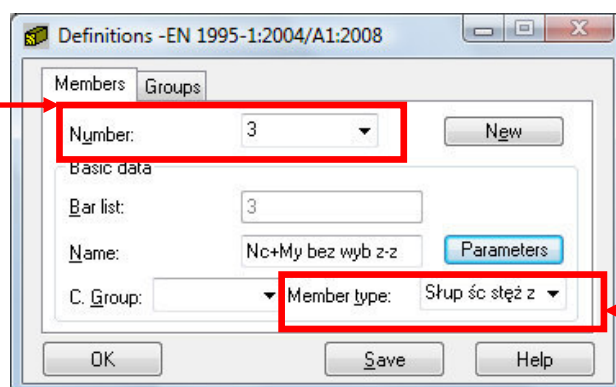 Definitions -EN 1995-1:2004/A1:2008
Members Groups
Number: 3 New
Basic data
Bar list: 3
Name: Nc+My bez wyb z-z Parameters
C. Group: Member type: Słup śc stęż z
OK Save Help